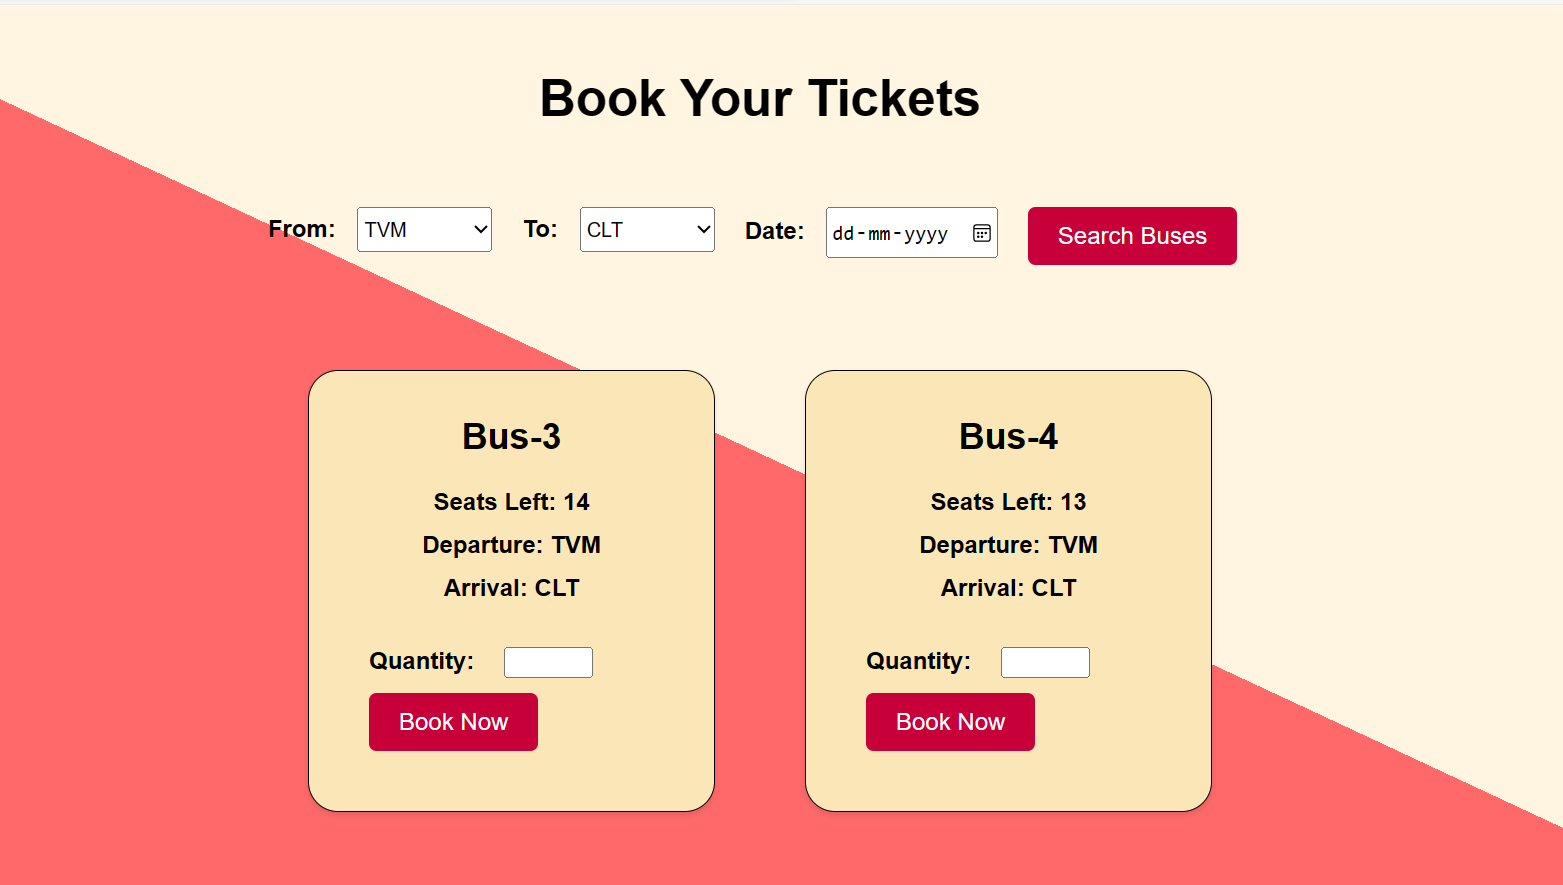 Book Your Tickets
From: TVM To: CLT Date: dd-mm-yyyy Search Buses
Bus-3
Seats Left: 14
Departure: TVM
Arrival: CLT
Quantity:
Book Now
Bus-4
Seats Left: 13
Departure: TVM
Arrival: CLT
Quantity:
Book Now